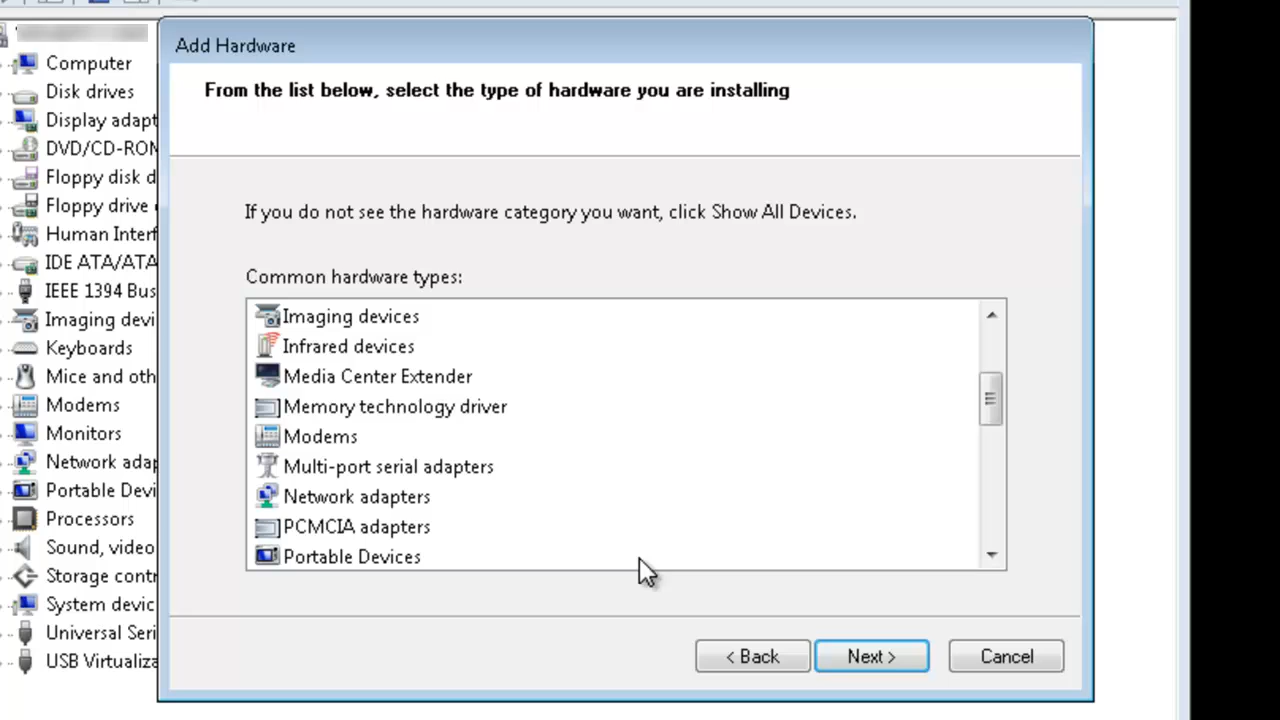 Add Hardware
From the list below, select the type of hardware you are installing
If you do not see the hardware category you want, click Show All Devices.
Common hardware types:
Imaging devices
Infrared devices
Media Center Extender
Memory technology driver
Modems
Multi-port serial adapters
Network adapters
PCMCIA adapters
Portable Devices
< Back
Next >
Cancel
Computer
Disk drives
Display adapt
DVD/CD-RON
Floppy disk d
Floppy drive
Human Interf
IDE ATA/ATA
IEEE 1394 Bus
Imaging devi
Keyboards
Mice and oth
Modems
Monitors
Network adap
Portable Devi
Processors
Sound, video
Storage contr
System devic
Universal Seri
USB Virtualiza